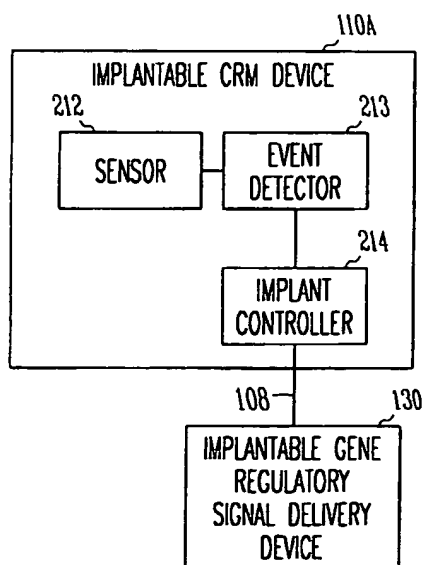 110A
IMPLANTABLE CRM DEVICE
212
213
SENSOR
EVENT
DETECTOR
214
IMPLANT
CONTROLLER
108
130
IMPLANTABLE GENE
REGULATORY
SIGNAL DELIVERY
DEVICE